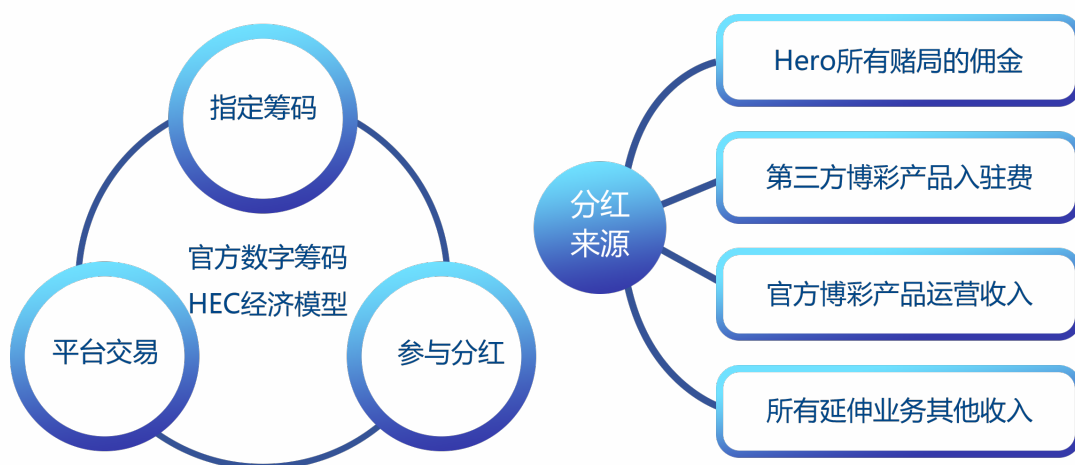 指定筹码
官方数字筹码
HEC经济模型
平台交易
参与分红
分红
来源
Hero所有赌局的佣金
第三方博彩产品入驻费
官方博彩产品运营收入
所有延伸业务其他收入